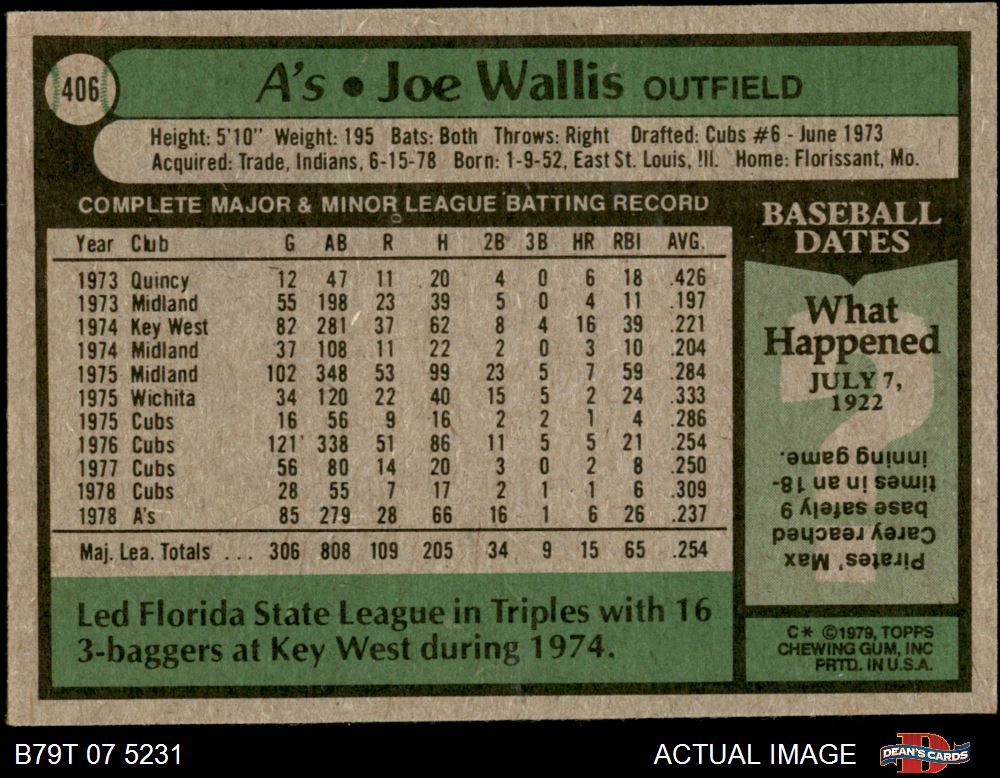 406
A's • Joe Wallis OUTFIELD
Height: 5'10" Weight: 195 Bats: Both Throws: Right Drafted: Cubs #6 - June 1973
Acquired: Trade, Indians, 6-15-78 Born: 1-9-52, East St. Louis, Ill. Home: Florissant, Mo.
COMPLETE MAJOR & MINOR LEAGUE BATTING RECORD
Year Club G AB R H 2B 3B HR RBI AVG.
1973 Quincy 12 47 11 20 4 0 6 18 .426
1973 Midland 55 198 23 39 5 0 4 11 .197
1974 Key West 82 281 37 62 8 4 16 39 .221
1974 Midland 37 108 11 22 2 0 3 10 .204
1975 Midland 102 348 53 99 23 5 7 59 .284
1975 Wichita 34 120 22 40 15 5 2 24 .333
1975 Cubs 16 56 9 16 2 2 1 4 .286
1976 Cubs 121 338 51 86 11 5 5 21 .254
1977 Cubs 56 80 14 20 3 0 2 8 .250
1978 Cubs 28 55 7 17 2 1 1 6 .309
1978 A's 85 279 28 66 16 1 6 26 .237
Maj. Lea. Totals ... 306 808 109 205 34 9 15 65 .254
Led Florida State League in Triples with 16
3-baggers at Key West during 1974.
BASEBALL
DATES
What
Happened
JULY 7,
1922
Pirates' Max
Carey reached
base safely 9
times in an 18-
inning game.
C* ©1979, TOPPS
CHEWING GUM, INC
PRTD. IN U.S.A.
B79T 07 5231
ACTUAL IMAGE
DEAN'S CARDS